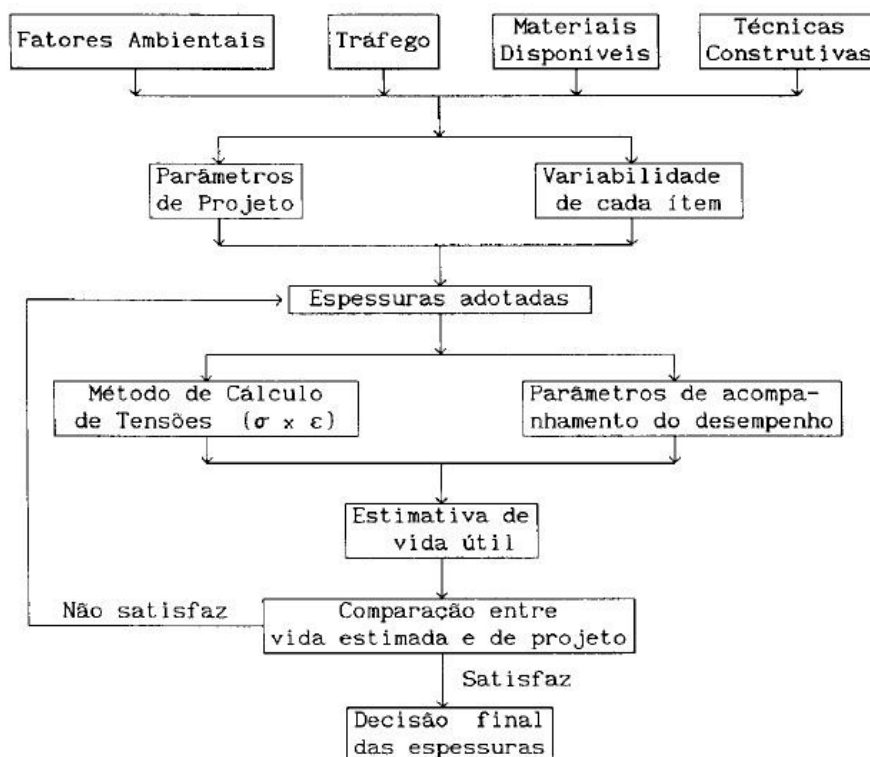 Fatores Ambientais
Tráfego
Materiais
Disponíveis
Técnicas
Construtivas
Parâmetros
de Projeto
Variabilidade
de cada ítem
Espessuras adotadas
Método de Cálculo
de Tensões (σ x ε)
Parâmetros de acompa-
nhamento do desempenho
Estimativa de
vida útil
Não satisfaz
Comparação entre
vida estimada e de projeto
Satisfaz
Decisão final
das espessuras